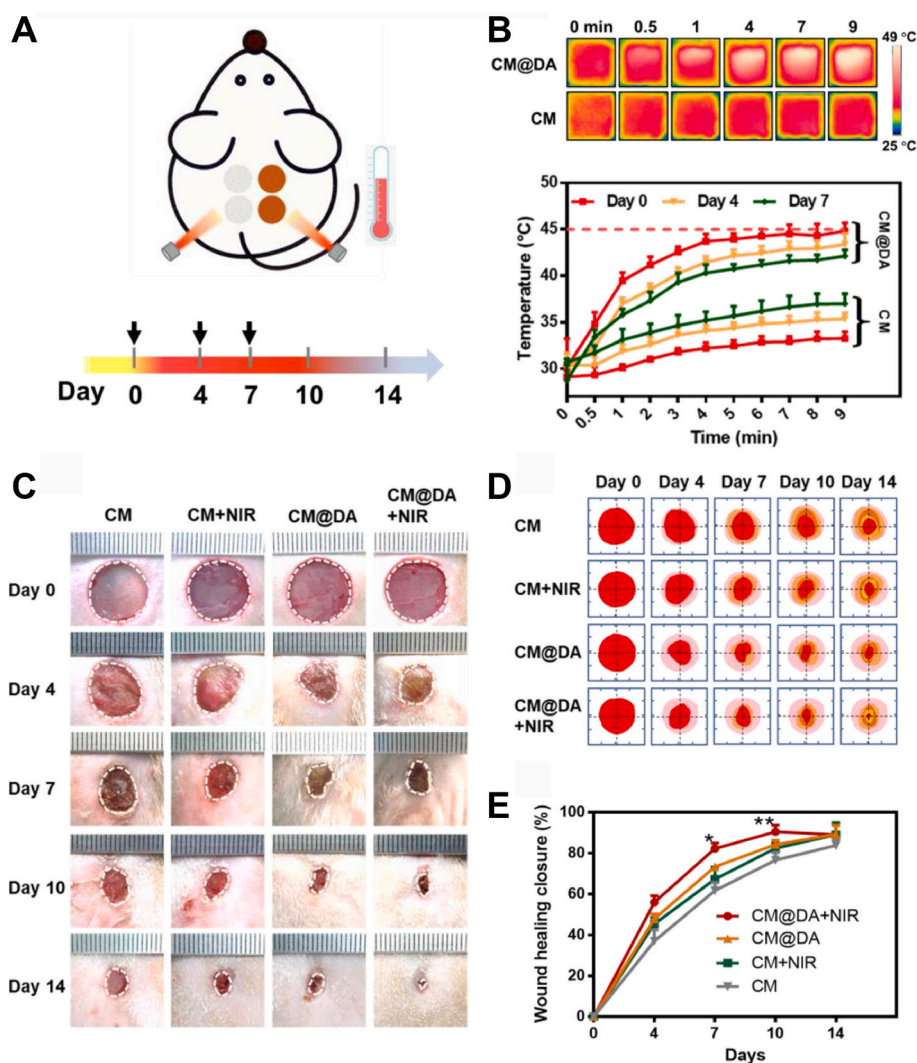 A
Day 0 4 7 10 14
B
0 min 0.5 1 4 7 9
CM@DA
CM
49 °C
25 °C
Day 0 Day 4 Day 7
Temperature (°C)
50
45
40
35
30
CM@DA
CM
0 0.5 1 2 3 4 5 6 7 8 9
Time (min)
C
CM CM+NIR CM@DA CM@DA
+NIR
Day 0
Day 4
Day 7
Day 10
Day 14
D
Day 0 Day 4 Day 7 Day 10 Day 14
CM
CM+NIR
CM@DA
CM@DA
+NIR
E
Wound healing closure (%)
100
80
60
40
20
0
* **
CM@DA+NIR
CM@DA
CM+NIR
CM
0 4 7 10 14
Days